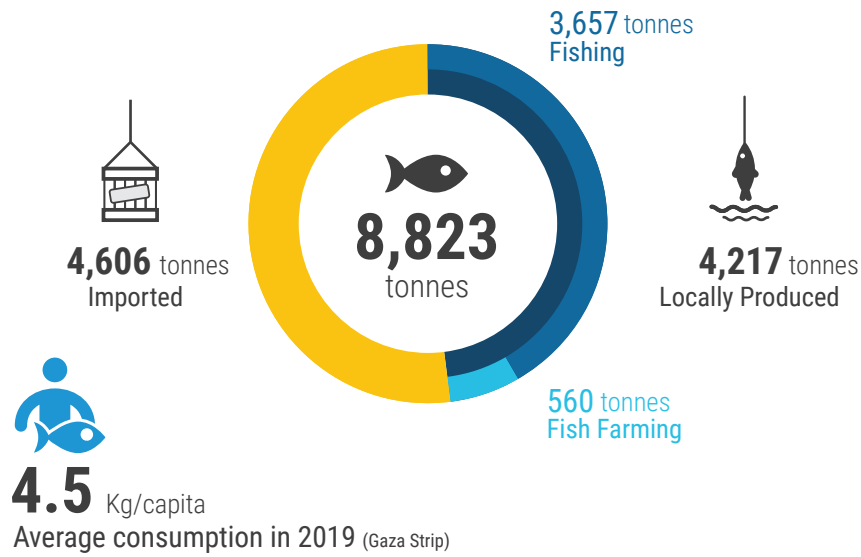 3,657 tonnes
Fishing
8,823
tonnes
4,606 tonnes
Imported
4,217 tonnes
Locally Produced
560 tonnes
Fish Farming
4.5 Kg/capita
Average consumption in 2019 (Gaza Strip)